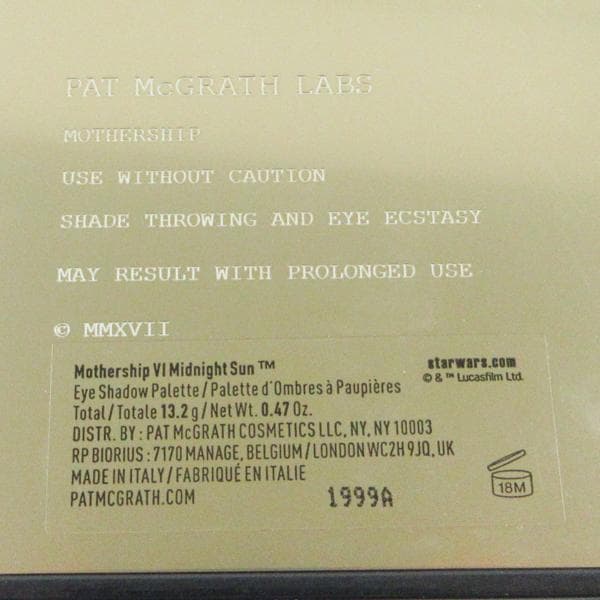 PAT McGRATH LABS
MOTHERSHIP
USE WITHOUT CAUTION
SHADE THROWING AND EYE ECSTASY
MAY RESULT WITH PROLONGED USE
© MMXVII
Mothership VI Midnight Sun ™
Eye Shadow Palette / Palette d'Ombres à Paupières
Total / Totale 13.2 g / Net Wt. 0.47 Oz.
DISTR. BY : PAT McGRATH COSMETICS LLC, NY, NY 10003
RP BIORIUS : 7170 MANAGE, BELGIUM / LONDON WC2H 9JQ, UK
MADE IN ITALY / FABRIQUÉ EN ITALIE
PATMCGRATH.COM
1999A
starwars.com
© & ™ Lucasfilm Ltd.
18M